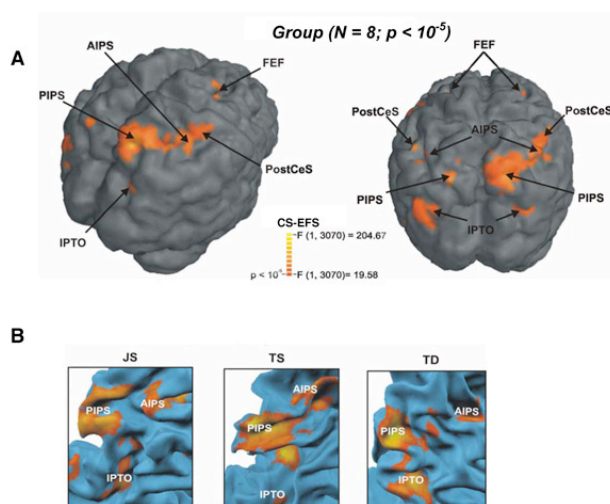 Group (N = 8; p < 10⁻⁵)
A
AIPS
FEF
PIPS
PostCeS
IPTO
FEF
PostCeS
AIPS
PostCeS
PIPS
PIPS
IPTO
CS-EFS
F (1, 3070) = 204.67
p < 10⁻⁵ F (1, 3070)= 19.58
B
JS
TS
TD
PIPS
AIPS
IPTO
PIPS
AIPS
IPTO
PIPS
AIPS
IPTO